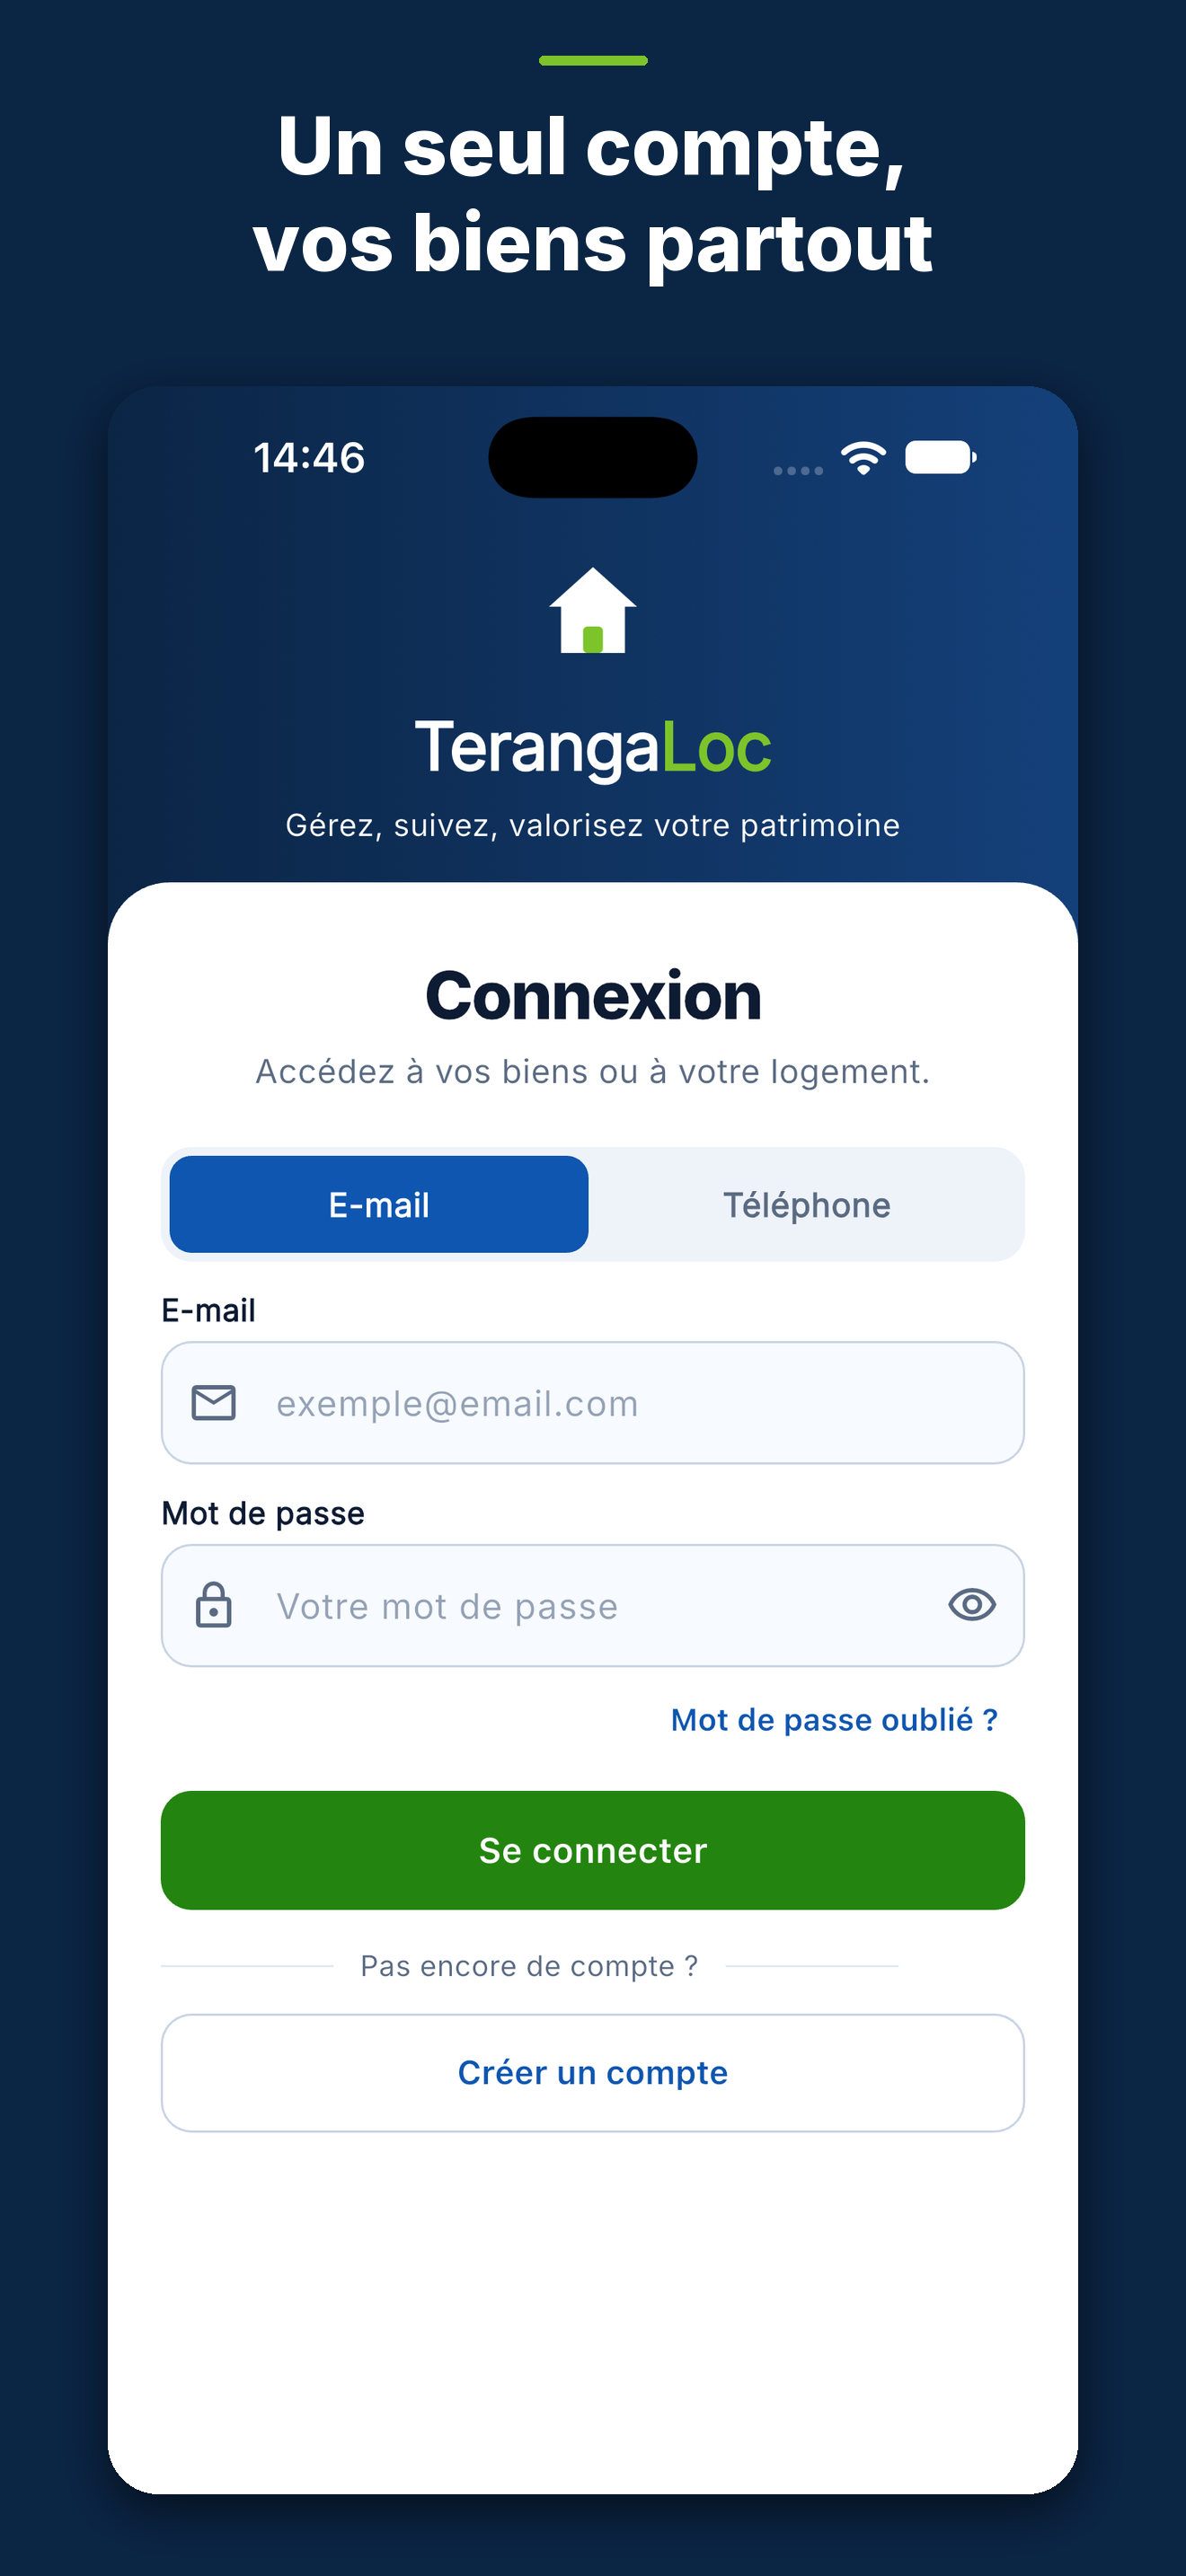 Un seul compte,
vos biens partout
14:46
TerangaLoc
Gérez, suivez, valorisez votre patrimoine
Connexion
Accédez à vos biens ou à votre logement.
E-mail
Téléphone
E-mail
exemple@email.com
Mot de passe
Votre mot de passe
Mot de passe oublié ?
Se connecter
Pas encore de compte ?
Créer un compte